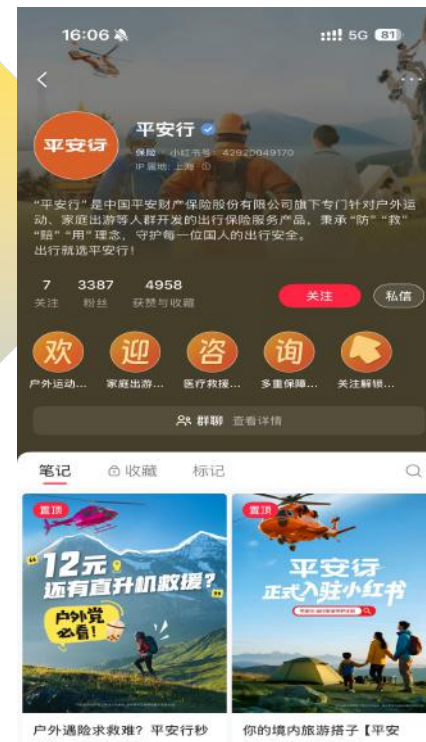 16:06
5G 81
平安行
平安行
保险 小红书号:42920049170
IP属地:上海
“平安行”是中国平安财产保险股份有限公司旗下专门针对户外运
动、家庭出游等人群开发的出行保险服务产品，秉承“防”“救”
“赔”“用”理念，守护每一位国人的出行安全。
出行就选平安行！
7 3387 4958
关注 粉丝 获赞与收藏
关注 私信
欢 迎 咨 询
户外运动... 家庭出游... 医疗救援... 多重保障... 关注解锁...
群聊 查看详情
笔记 收藏 标记
置顶
“12元
还有直升机救援？”
户外党
必看！
置顶
平安行
正式入驻小红书
户外遇险求救难？平安行秒
你的境内旅游搭子【平安